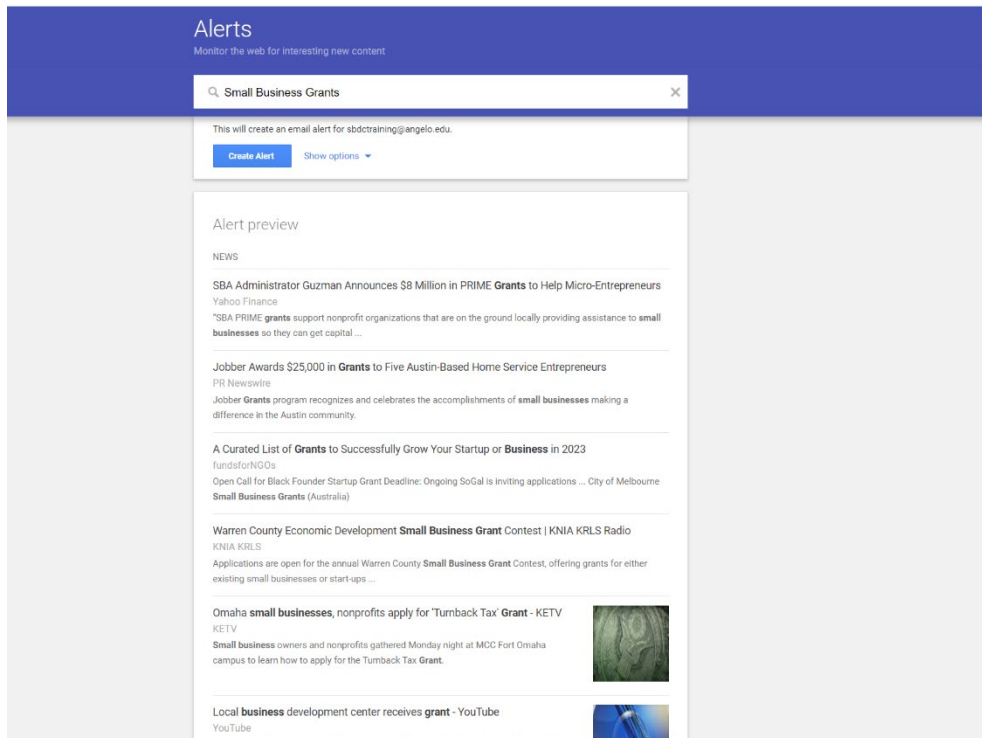 Alerts
Monitor the web for interesting new content
Small Business Grants
This will create an email alert for sbdctraining@angelo.edu.
Create Alert
Show options
Alert preview
NEWS
SBA Administrator Guzman Announces $8 Million in PRIME Grants to Help Micro-Entrepreneurs
Yahoo Finance
"SBA PRIME grants support nonprofit organizations that are on the ground locally providing assistance to small
businesses so they can get capital ...
Jobber Awards $25,000 in Grants to Five Austin-Based Home Service Entrepreneurs
PR Newswire
Jobber Grants program recognizes and celebrates the accomplishments of small businesses making a
difference in the Austin community.
A Curated List of Grants to Successfully Grow Your Startup or Business in 2023
fundsforNGOs
Open Call for Black Founder Startup Grant Deadline: Ongoing SoGal is inviting applications ... City of Melbourne
Small Business Grants (Australia)
Warren County Economic Development Small Business Grant Contest | KNIA KRLS Radio
KNIA KRLS
Applications are open for the annual Warren County Small Business Grant Contest, offering grants for either
existing small businesses or start-ups ...
Omaha small businesses, nonprofits apply for 'Turnback Tax' Grant - KETV
KETV
Small business owners and nonprofits gathered Monday night at MCC Fort Omaha
campus to learn how to apply for the Turnback Tax Grant.
Local business development center receives grant - YouTube
YouTube